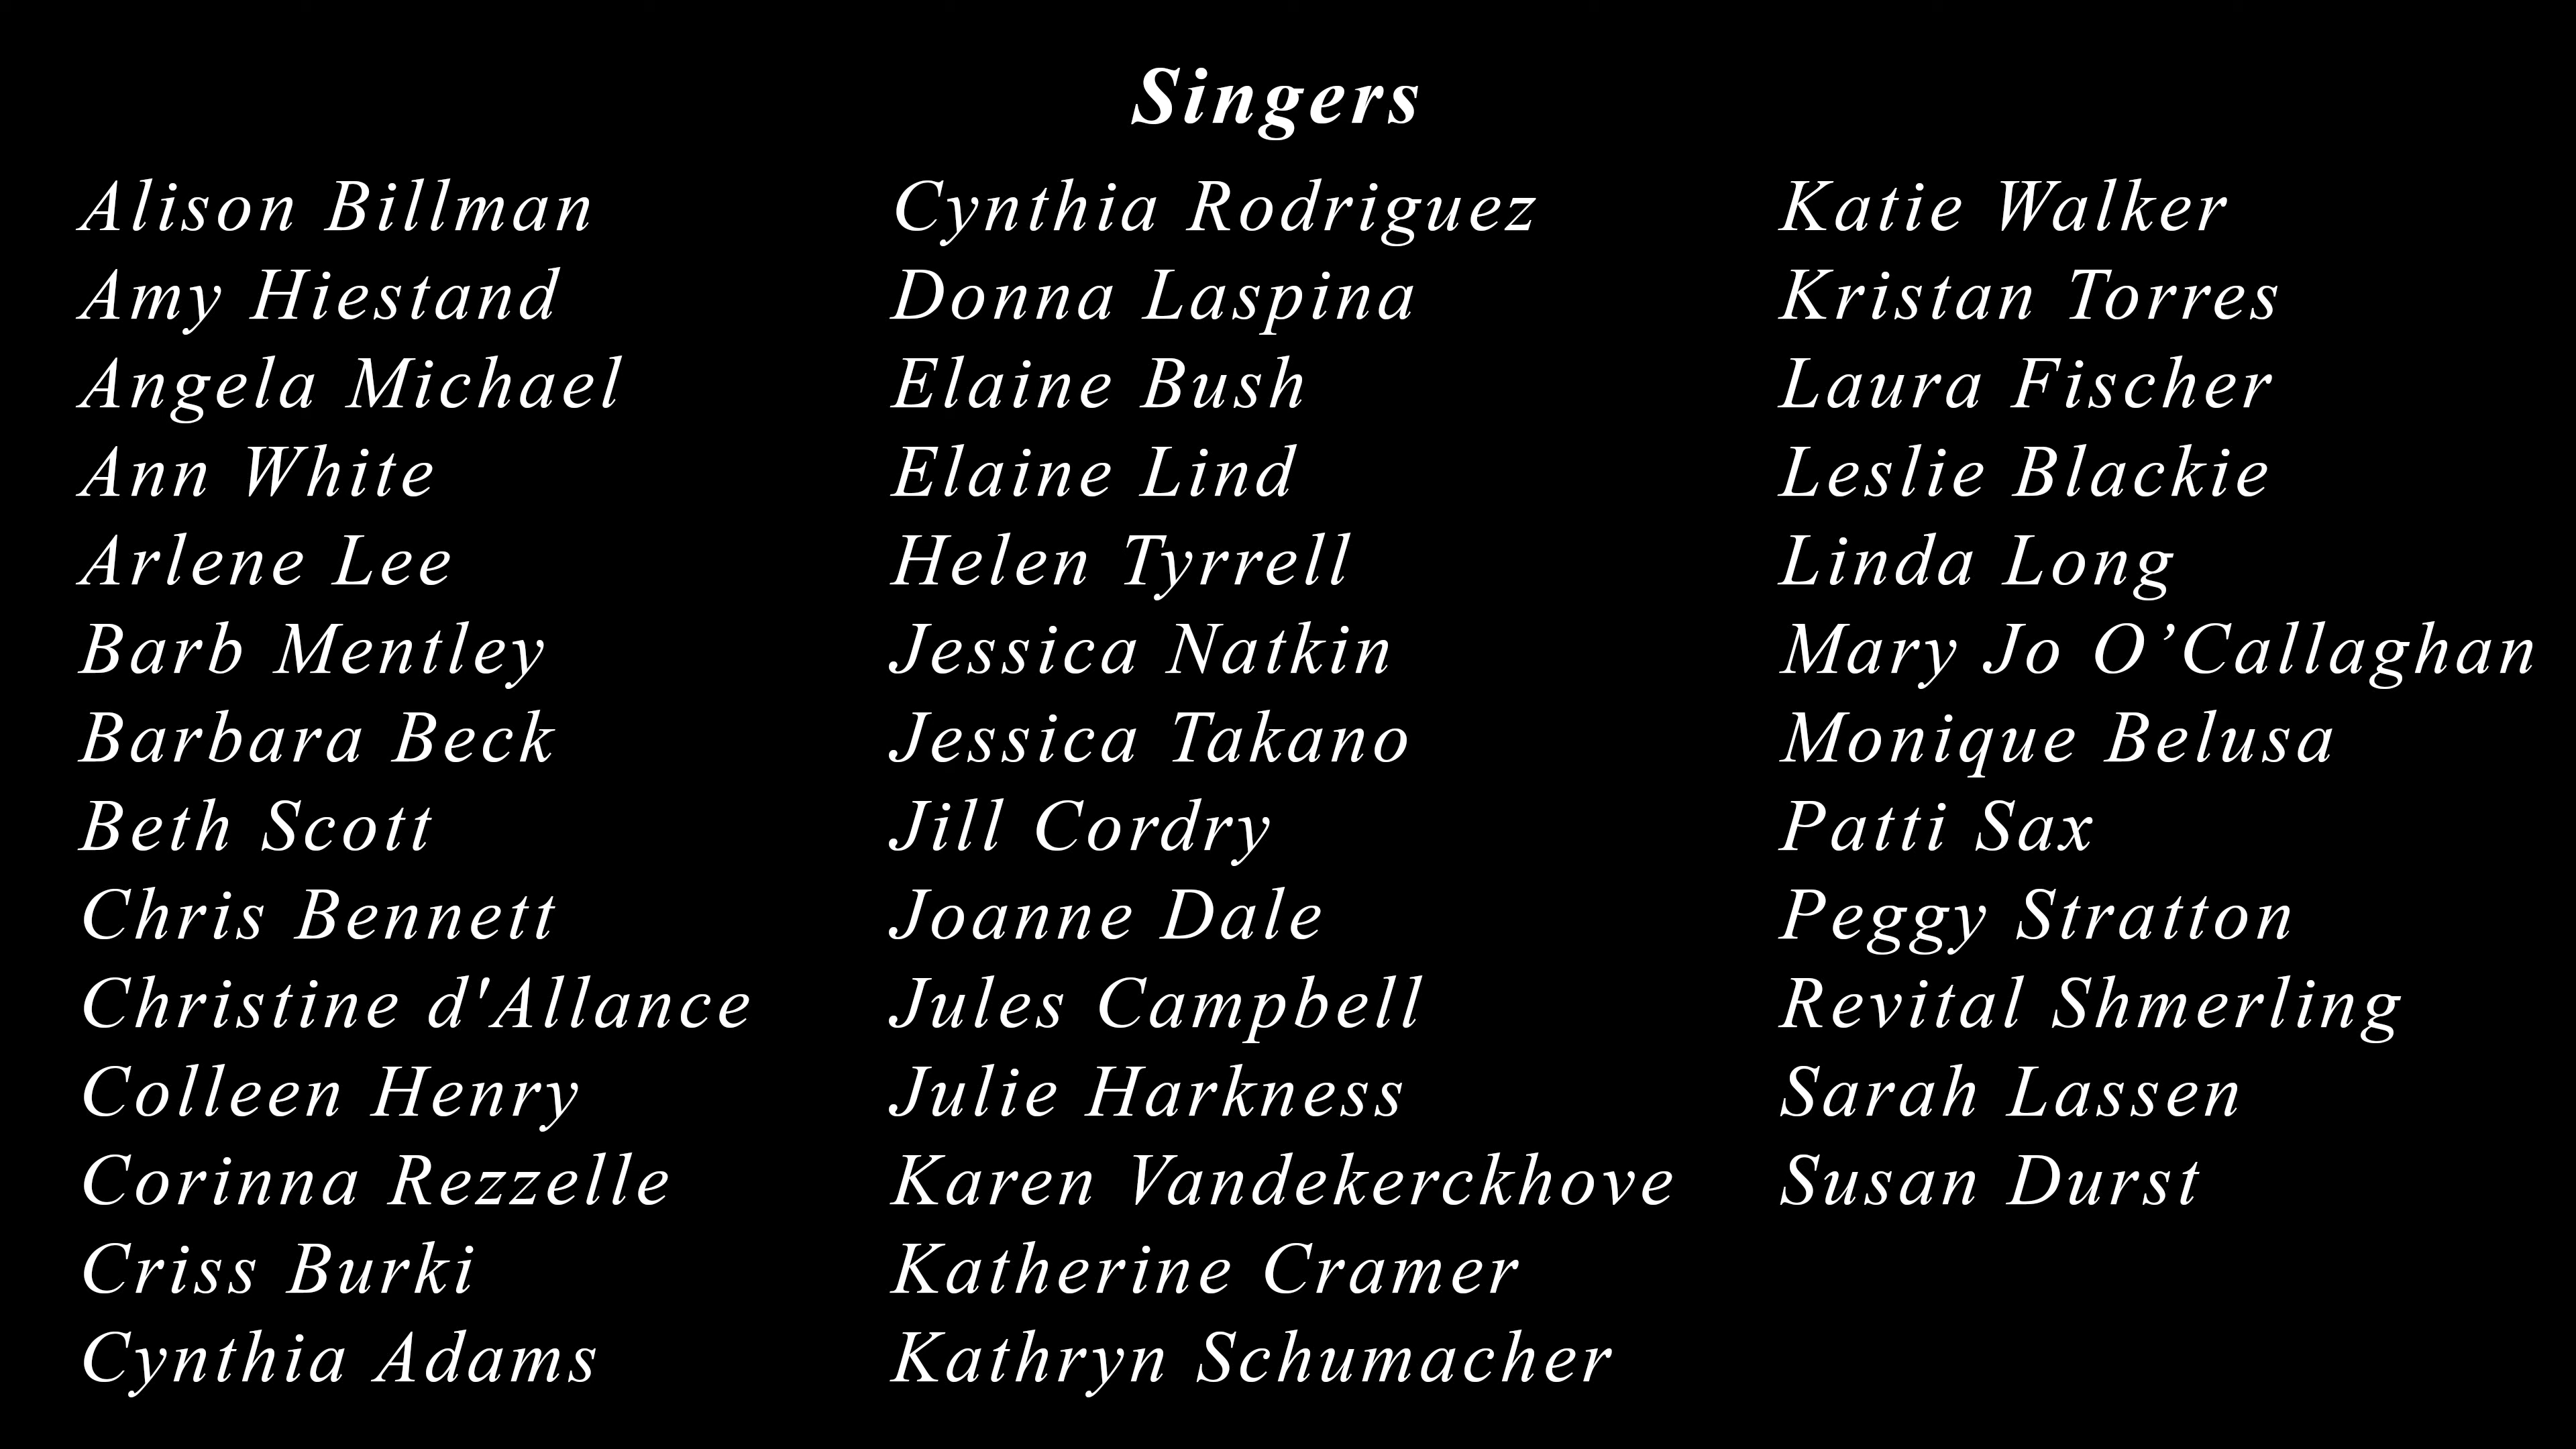 Singers
Alison Billman
Amy Hiestand
Angela Michael
Ann White
Arlene Lee
Barb Mentley
Barbara Beck
Beth Scott
Chris Bennett
Christine d'Allance
Colleen Henry
Corinna Rezzelle
Criss Burki
Cynthia Adams
Cynthia Rodriguez
Donna Laspina
Elaine Bush
Elaine Lind
Helen Tyrrell
Jessica Natkin
Jessica Takano
Jill Cordry
Joanne Dale
Jules Campbell
Julie Harkness
Karen Vandekerckhove
Katherine Cramer
Kathryn Schumacher
Katie Walker
Kristan Torres
Laura Fischer
Leslie Blackie
Linda Long
Mary Jo O’Callaghan
Monique Belusa
Patti Sax
Peggy Stratton
Revital Shmerling
Sarah Lassen
Susan Durst